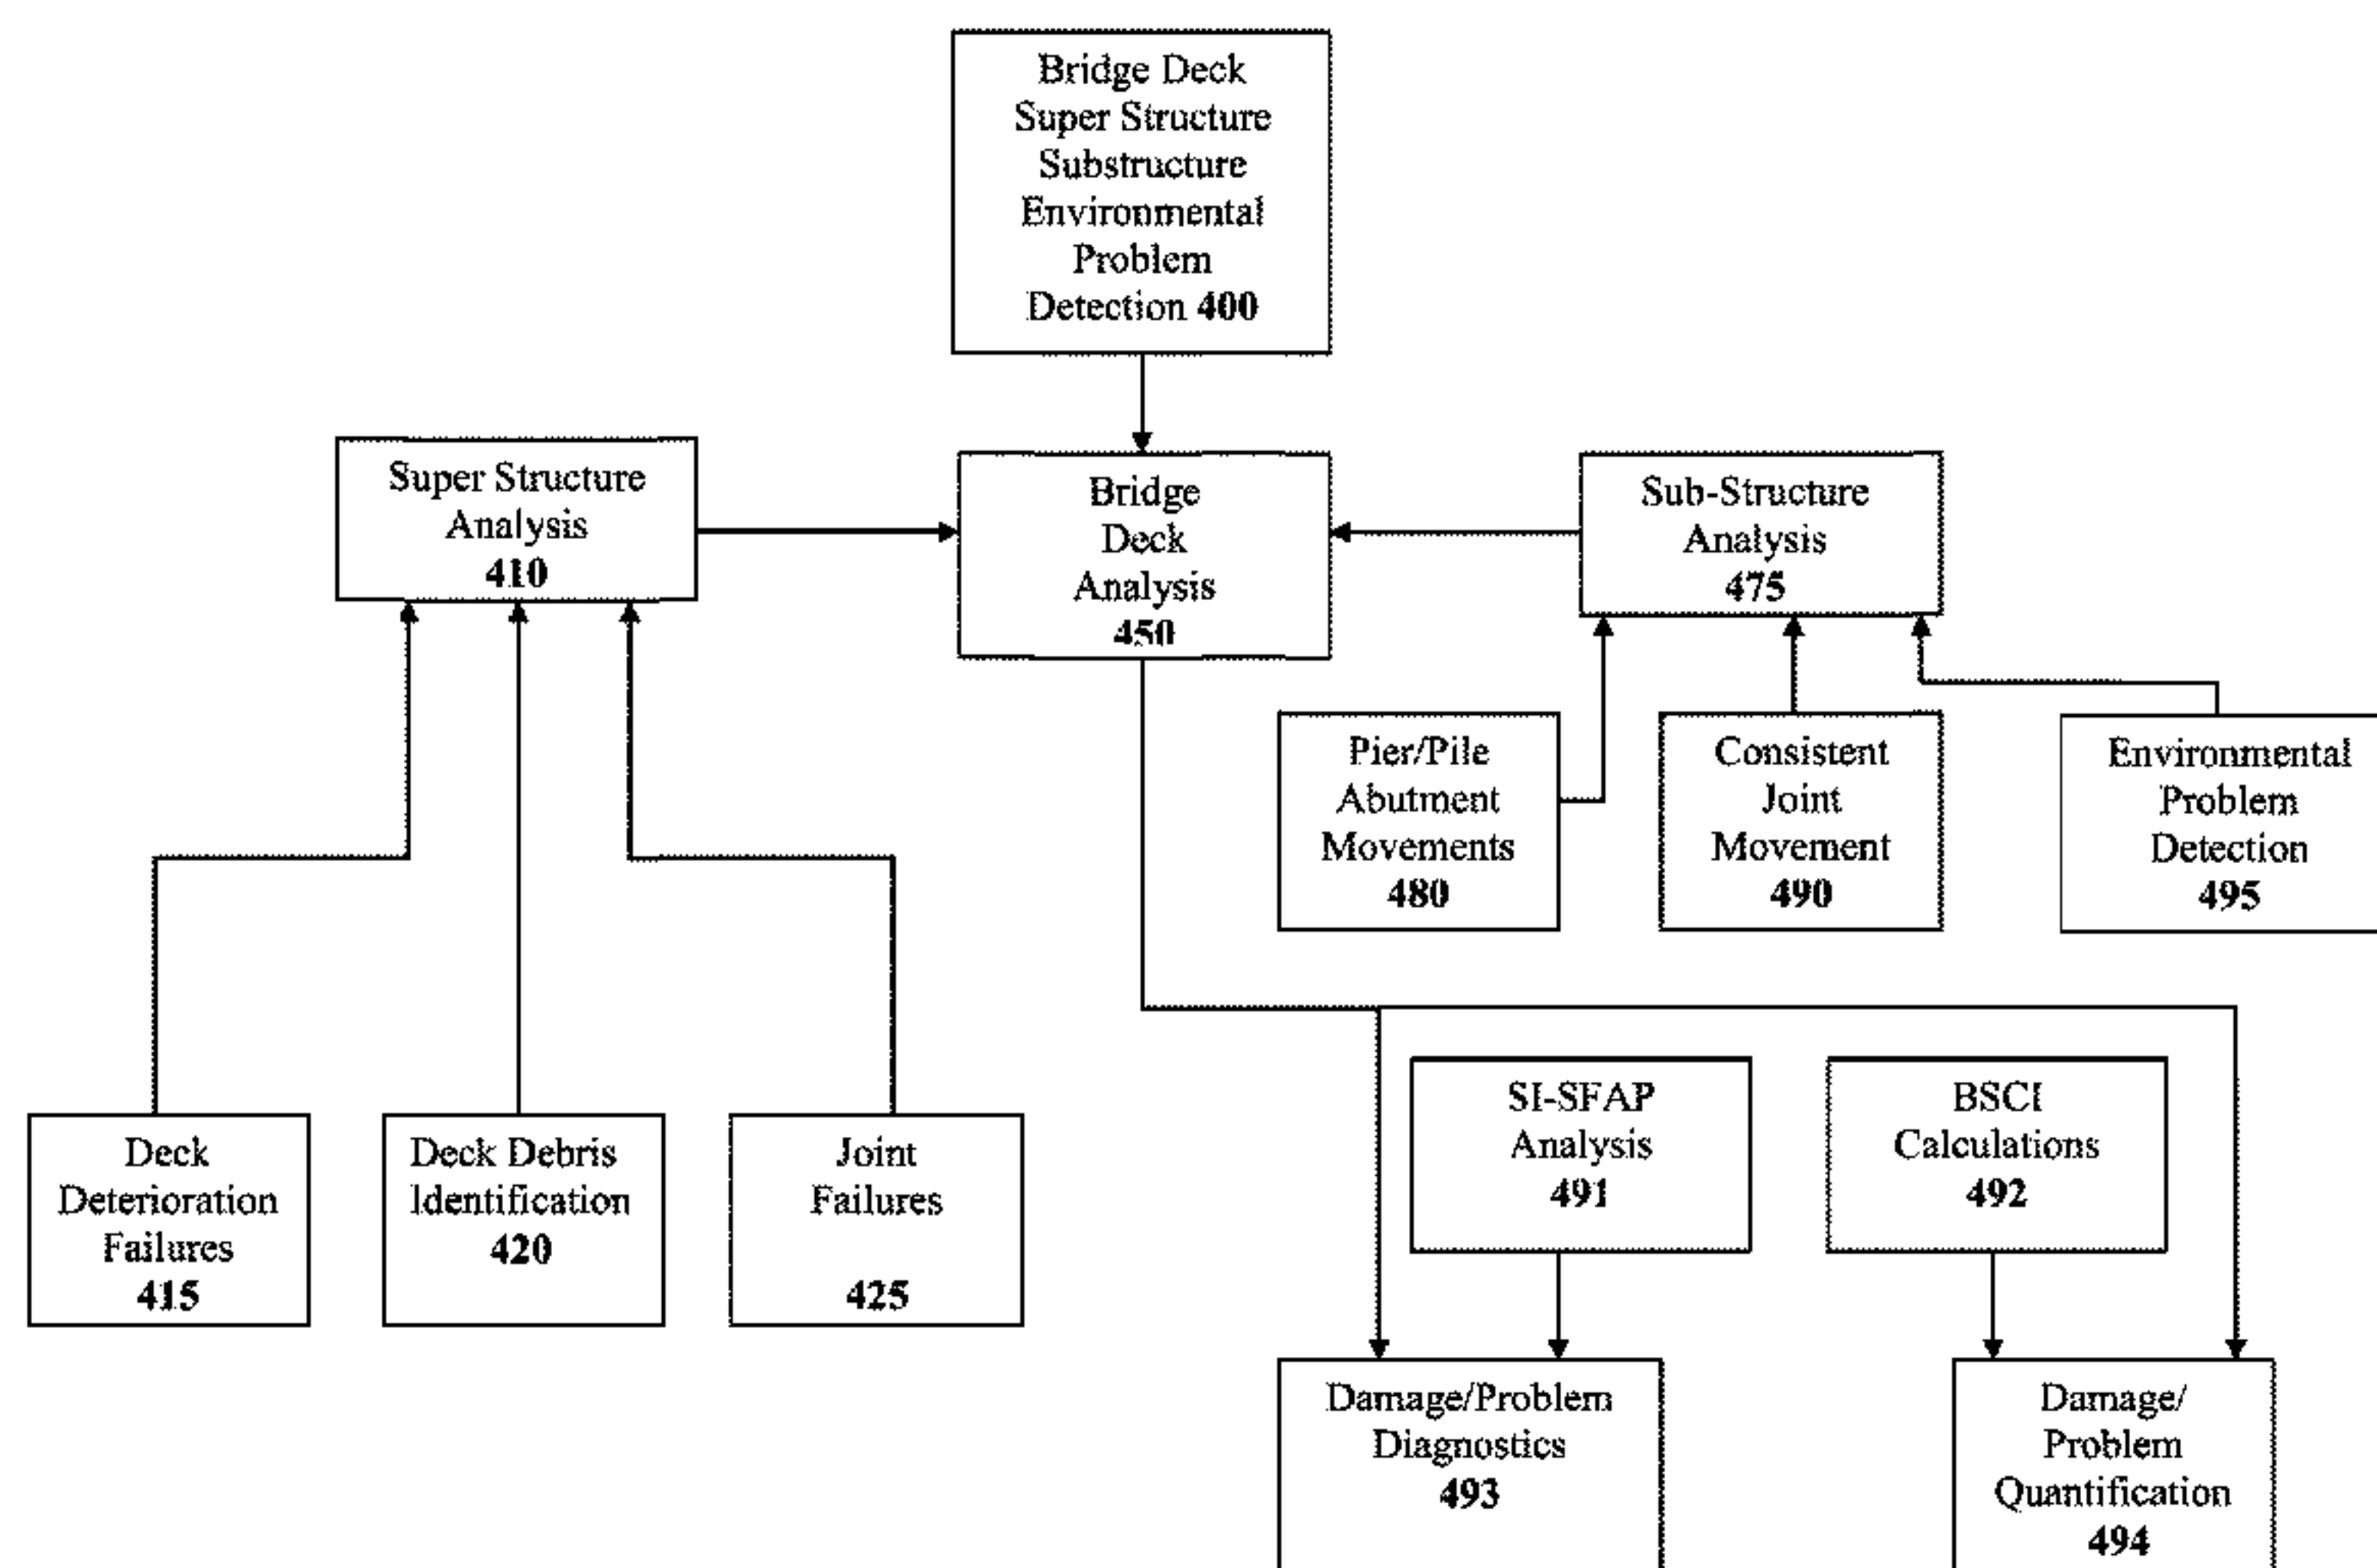 Bridge Deck
Super Structure
Substructure
Environmental
Problem
Detection 400
Super Structure
Analysis
410
Bridge
Deck
Analysis
450
Sub-Structure
Analysis
475
Pier/Pile
Abutment
Movements
480
Consistent
Joint
Movement
490
Environmental
Problem
Detection
495
Deck
Deterioration
Failures
415
Deck Debris
Identification
420
Joint
Failures
425
SI-SFAP
Analysis
491
BSCI
Calculations
492
Damage/Problem
Diagnostics
493
Damage/
Problem
Quantification
494